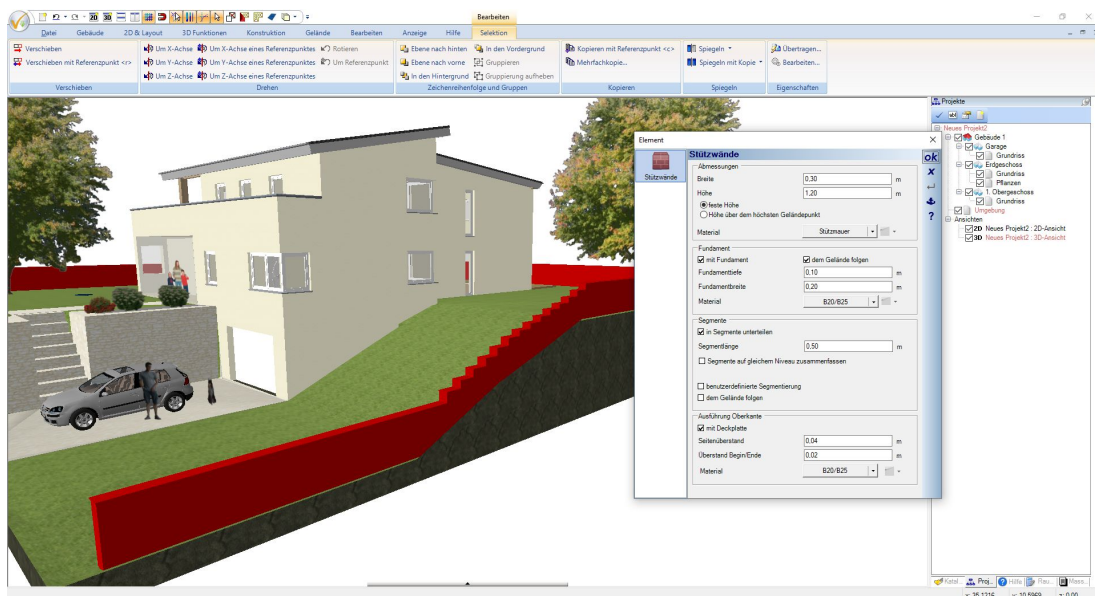 Bearbeiten
Datei Gebäude 2D & Layout 3D Funktionen Konstruktion Gelände Bearbeiten Anzeige Hilfe Selektion
Verschieben
Verschieben mit Referenzpunkt <r>
Verschieben
Um X-Achse Um X-Achse eines Referenzpunktes Rotieren
Um Y-Achse Um Y-Achse eines Referenzpunktes Um Referenzpunkt
Um Z-Achse Um Z-Achse eines Referenzpunktes
Drehen
Ebene nach hinten In den Vordergrund
Ebene nach vorne Gruppieren
In den Hintergrund Gruppierung aufheben
Zeichenreihenfolge und Gruppen
Kopieren mit Referenzpunkt <c>
Mehrfachkopie...
Kopieren
Spiegeln
Spiegeln mit Kopie
Spiegeln
Übertragen...
Bearbeiten...
Eigenschaften
Element
Stützwände
Stützwände
Abmessungen
Breite 0.30 m
Höhe 1.20 m
feste Höhe
Höhe über dem höchsten Geländepunkt
Material Stützmauer
Fundament
mit Fundament dem Gelände folgen
Fundamenttiefe 0.10 m
Fundamentbreite 0.20 m
Material B20/B25
Segmente
in Segmente unterteilen
Segmentlänge 0.50 m
Segmente auf gleichem Niveau zusammenfassen
benutzerdefinierte Segmentierung
dem Gelände folgen
Ausführung Oberkante
mit Deckplatte
Seitenüberstand 0.04 m
Überstand Begin/Ende 0.02 m
Material B20/B25
ok
x
?
Projekte
Neues Projekt2
Gebäude 1
Garage
Grundriss
Erdgeschoss
Grundriss
Pflanzen
1. Obergeschoss
Grundriss
Umgebung
Ansichten
2D Neues Projekt2 : 2D-Ansicht
3D Neues Projekt2 : 3D-Ansicht
Katal... Proj... Hilfe Rau... Mass...